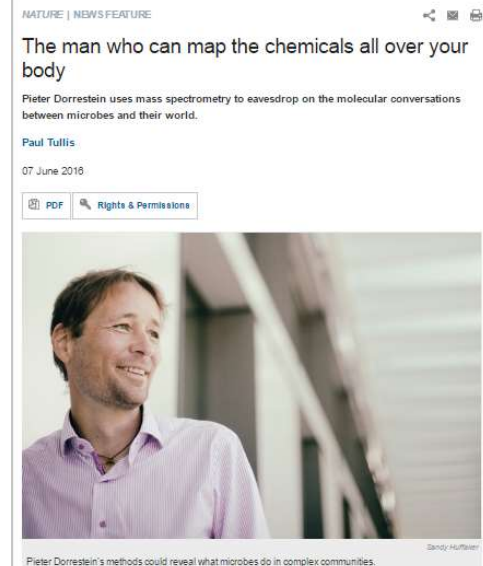 NATURE | NEWS FEATURE
The man who can map the chemicals all over your
body
Pieter Dorrestein uses mass spectrometry to eavesdrop on the molecular conversations
between microbes and their world.
Paul Tullis
07 June 2016
PDF
Rights & Permissions
Sandy Huffaker
Pieter Dorrestein's methods could reveal what microbes do in complex communities.